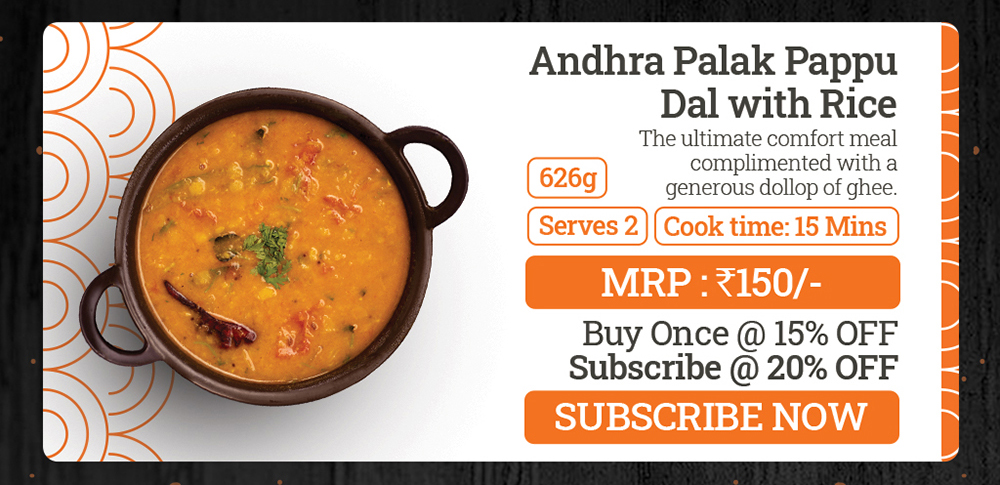 Andhra Palak Pappu
Dal with Rice
The ultimate comfort meal
complimented with a
generous dollop of ghee.
626g
Serves 2
Cook time: 15 Mins
MRP : ₹150/-
Buy Once @ 15% OFF
Subscribe @ 20% OFF
SUBSCRIBE NOW